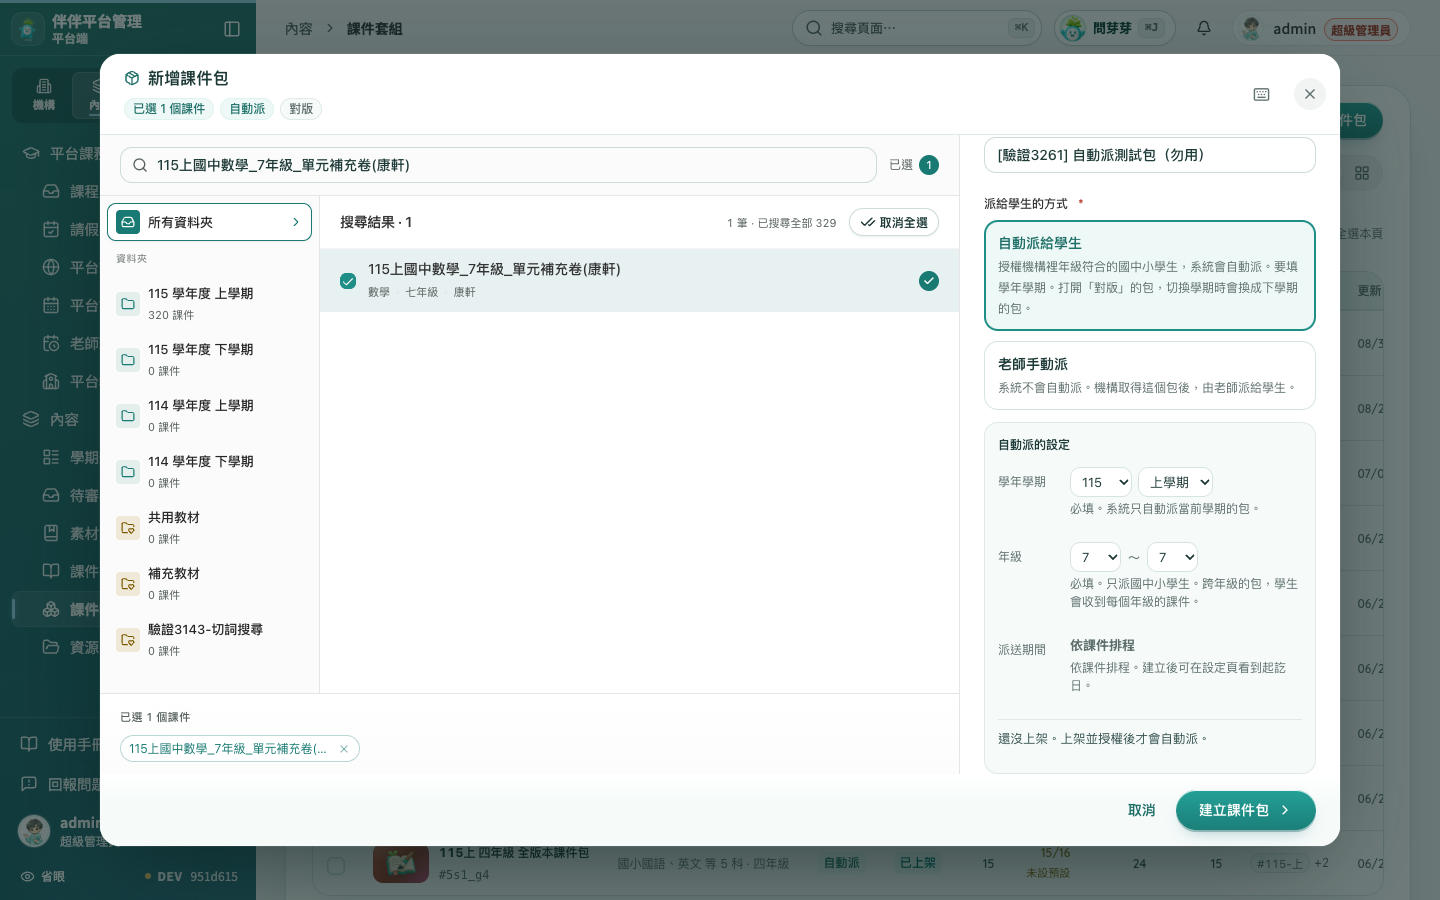 伴伴平台管理
平台端
內容
課件套組
搜尋頁面…
⌘K
問芽芽
⌘J
admin
超級管理員
機構
平台課
課程
請假
平台
平台
老師
平台
內容
學期
待審
素材
課件
課件
資源
使用手冊
回報問題
admin
超級管理
省眼
DEV 951d615
新增課件包
已選 1 個課件
自動派
對版
件包
115上國中數學_7年級_單元補充卷(康軒)
已選 1
所有資料夾
資料夾
115 學年度 上學期
320 課件
115 學年度 下學期
0 課件
114 學年度 上學期
0 課件
114 學年度 下學期
0 課件
共用教材
0 課件
補充教材
0 課件
驗證3143-切詞搜尋
0 課件
搜尋結果 · 1
1 筆 · 已搜尋全部 329
取消全選
115上國中數學_7年級_單元補充卷(康軒)
數學 · 七年級 · 康軒
已選 1 個課件
115上國中數學_7年級_單元補充卷(...
[驗證3261] 自動派測試包（勿用）
派給學生的方式 *
自動派給學生
授權機構裡年級符合的國中小學生，系統會自動派。要填
學年學期。打開「對版」的包，切換學期時會換成下學期
的包。
老師手動派
系統不會自動派。機構取得這個包後，由老師派給學生。
自動派的設定
學年學期
115
上學期
必填。系統只自動派當前學期的包。
年級
7 ～ 7
必填。只派國中小學生。跨年級的包，學生
會收到每個年級的課件。
派送期間
依課件排程
依課件排程。建立後可在設定頁看到起訖
日。
還沒上架。上架並授權後才會自動派。
取消
建立課件包
全選本頁
更新
08/3
08/2
07/0
06/2
06/2
06/2
06/2
06/2
115上 四年級 全版本課件包
#5s1_g4
國小國語、英文 等 5 科 · 四年級
自動派
已上架
15
15/16
未設預設
24
15
#115-上
+2
06/2